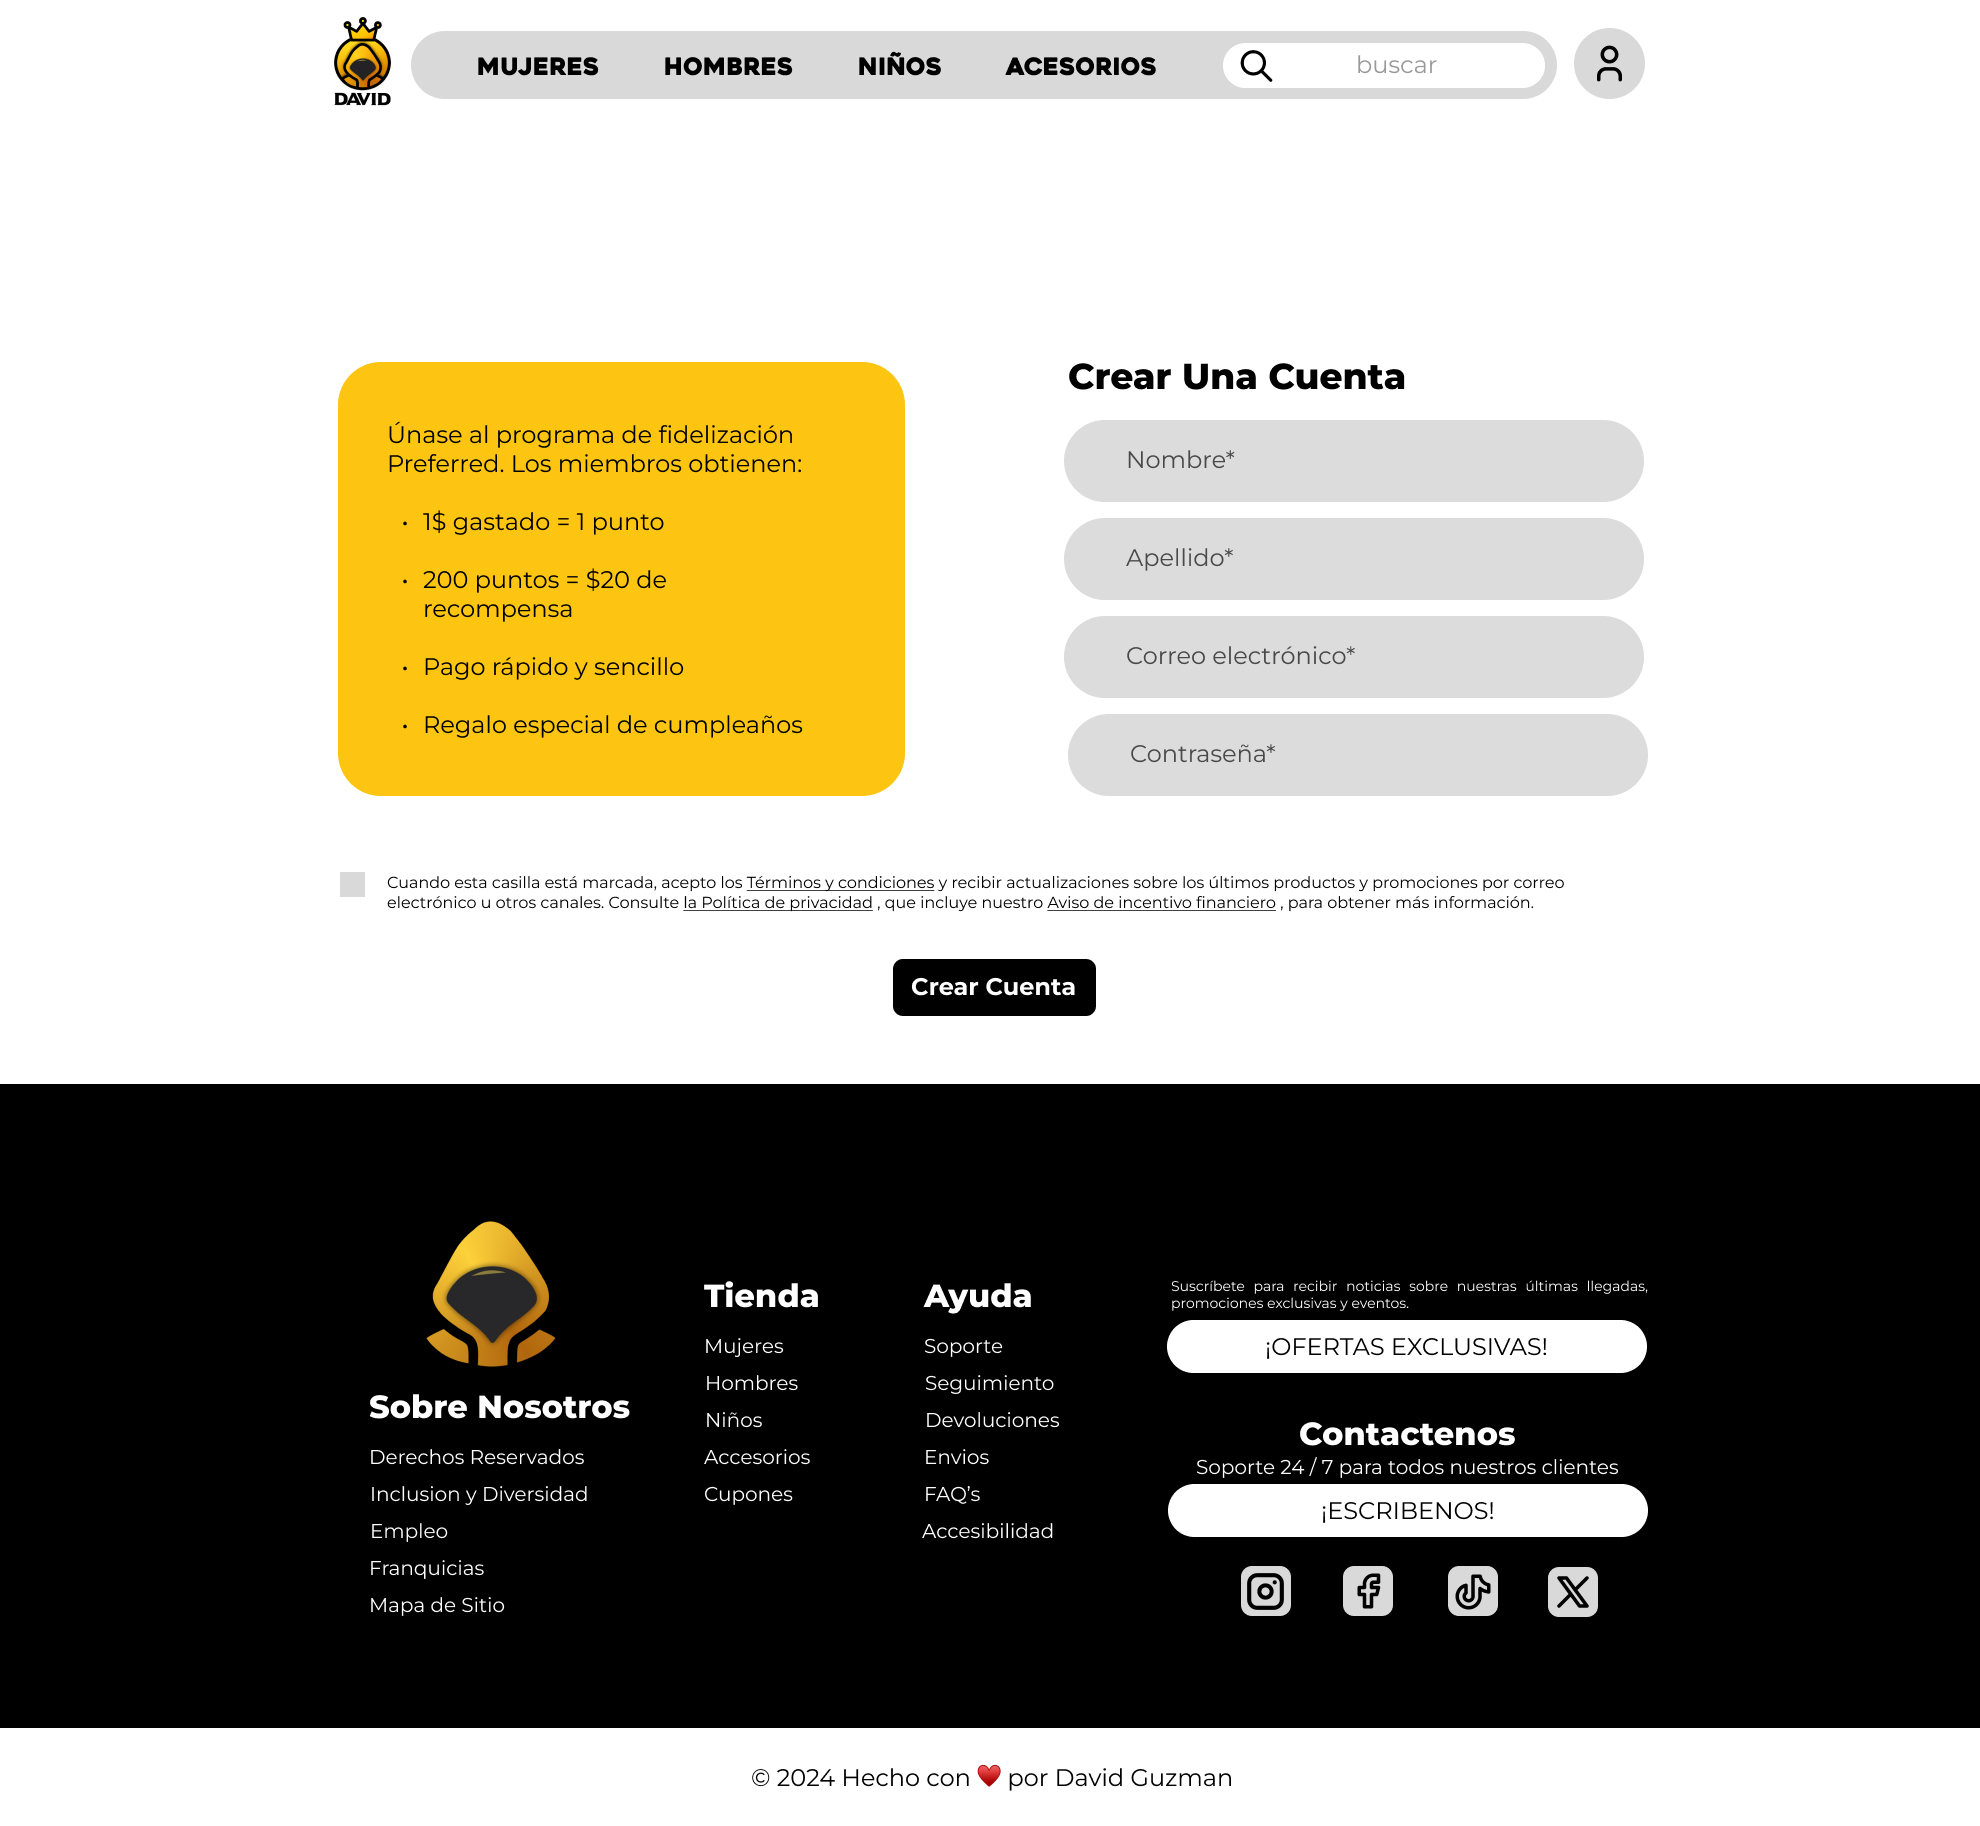 DAVID
MUJERES
HOMBRES
NIÑOS
ACESORIOS
buscar
Únase al programa de fidelización
Preferred. Los miembros obtienen:
• 1$ gastado = 1 punto
• 200 puntos = $20 de
recompensa
• Pago rápido y sencillo
• Regalo especial de cumpleaños
Crear Una Cuenta
Nombre*
Apellido*
Correo electrónico*
Contraseña*
Cuando esta casilla está marcada, acepto los Términos y condiciones y recibir actualizaciones sobre los últimos productos y promociones por correo
electrónico u otros canales. Consulte la Política de privacidad , que incluye nuestro Aviso de incentivo financiero , para obtener más información.
Crear Cuenta
Sobre Nosotros
Derechos Reservados
Inclusion y Diversidad
Empleo
Franquicias
Mapa de Sitio
Tienda
Mujeres
Hombres
Niños
Accesorios
Cupones
Ayuda
Soporte
Seguimiento
Devoluciones
Envios
FAQ’s
Accesibilidad
Suscríbete para recibir noticias sobre nuestras últimas llegadas,
promociones exclusivas y eventos.
¡OFERTAS EXCLUSIVAS!
Contactenos
Soporte 24 / 7 para todos nuestros clientes
¡ESCRIBENOS!
© 2024 Hecho con ❤️ por David Guzman